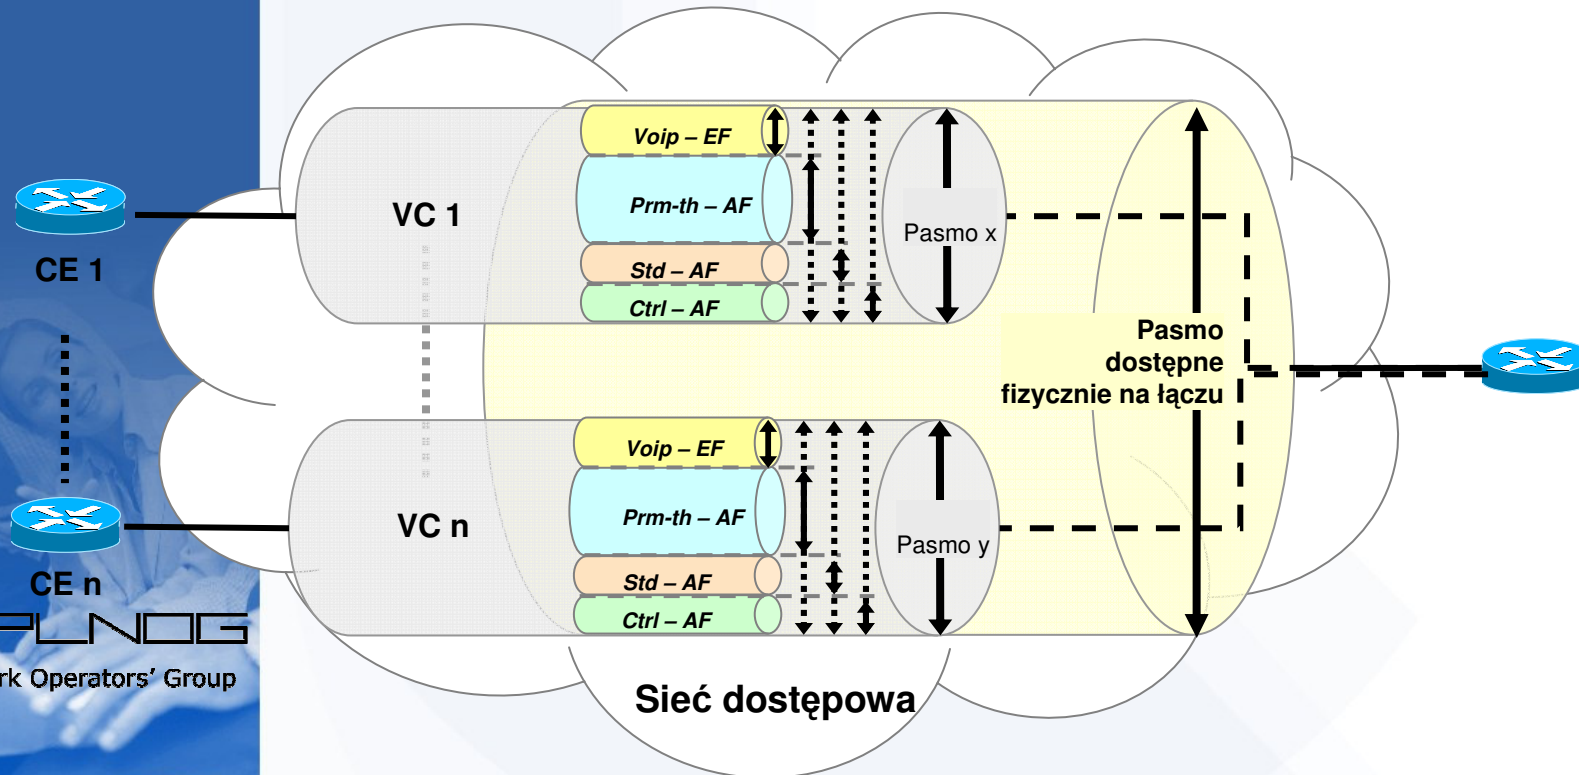 Voip – EF
Prm-th – AF
Std – AF
Ctrl – AF
VC 1
Pasmo x
CE 1
Pasmo
dostępne
fizycznie na łączu
Voip – EF
Prm-th – AF
Std – AF
Ctrl – AF
VC n
Pasmo y
CE n
PLNOG
rk Operators' Group
Sieć dostępowa